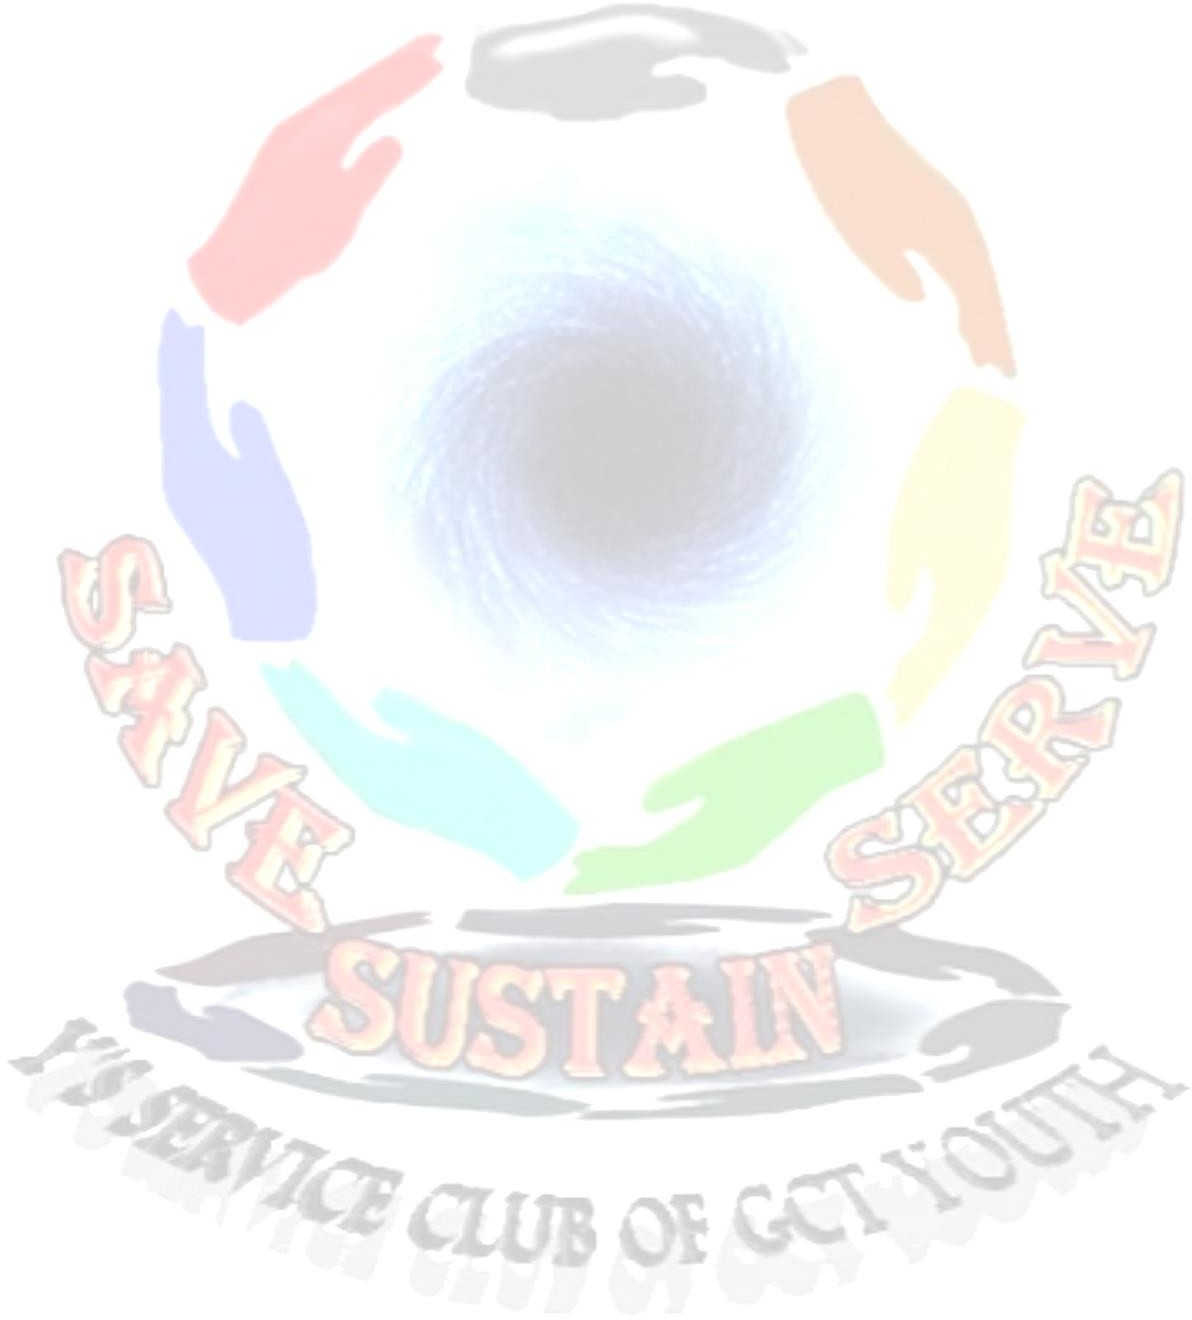 SAVE
SUSTAIN
SERVE
Y'S SERVICE CLUB OF GCT YOUTH